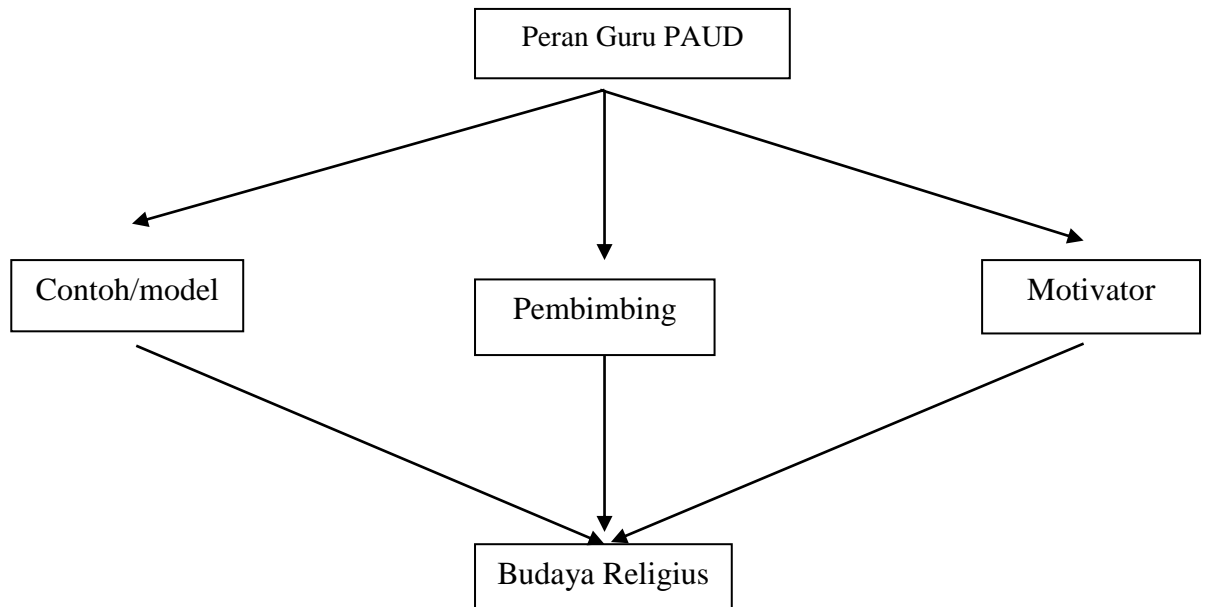 Peran Guru PAUD
Contoh/model
Pembimbing
Motivator
Budaya Religius